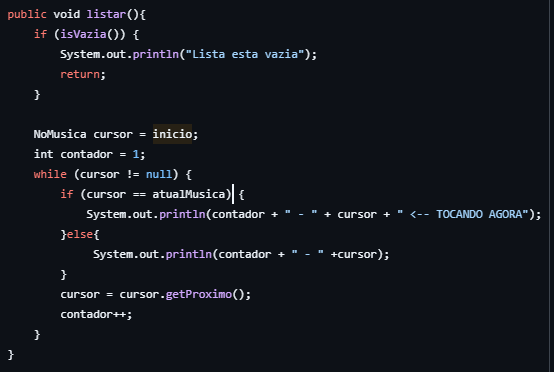 public void listar(){
    if (isVazia()) {
        System.out.println("Lista esta vazia");
        return;
    }

    NoMusica cursor = inicio;
    int contador = 1;
    while (cursor != null) {
        if (cursor == atualMusica) {
            System.out.println(contador + " - " + cursor + " <-- TOCANDO AGORA");
        }else{
             System.out.println(contador + " - " +cursor);
        }
        cursor = cursor.getProximo();
        contador++;
    }
}